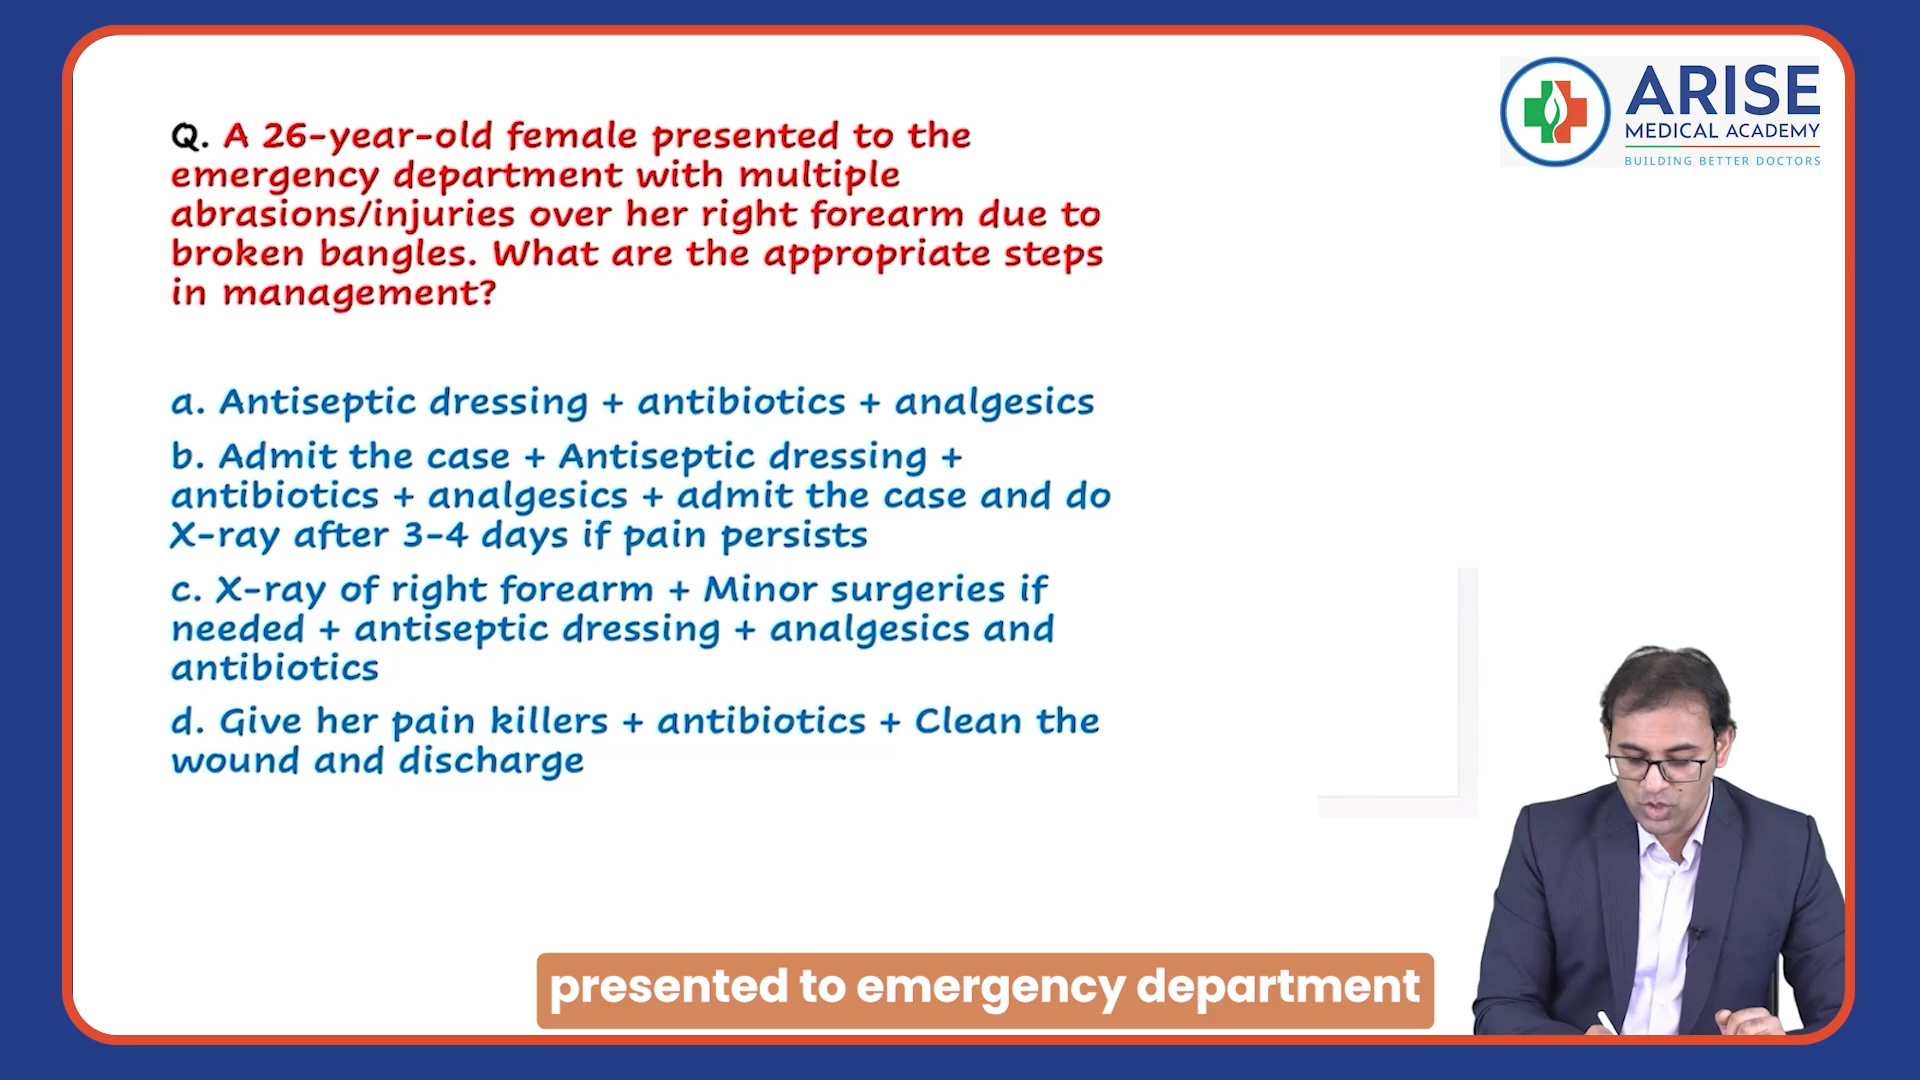 ARISE
MEDICAL ACADEMY
BUILDING BETTER DOCTORS
Q. A 26-year-old female presented to the
emergency department with multiple
abrasions/injuries over her right forearm due to
broken bangles. What are the appropriate steps
in management?
a. Antiseptic dressing + antibiotics + analgesics
b. Admit the case + Antiseptic dressing +
antibiotics + analgesics + admit the case and do
X-ray after 3-4 days if pain persists
c. X-ray of right forearm + Minor surgeries if
needed + antiseptic dressing + analgesics and
antibiotics
d. Give her pain killers + antibiotics + Clean the
wound and discharge
presented to emergency department